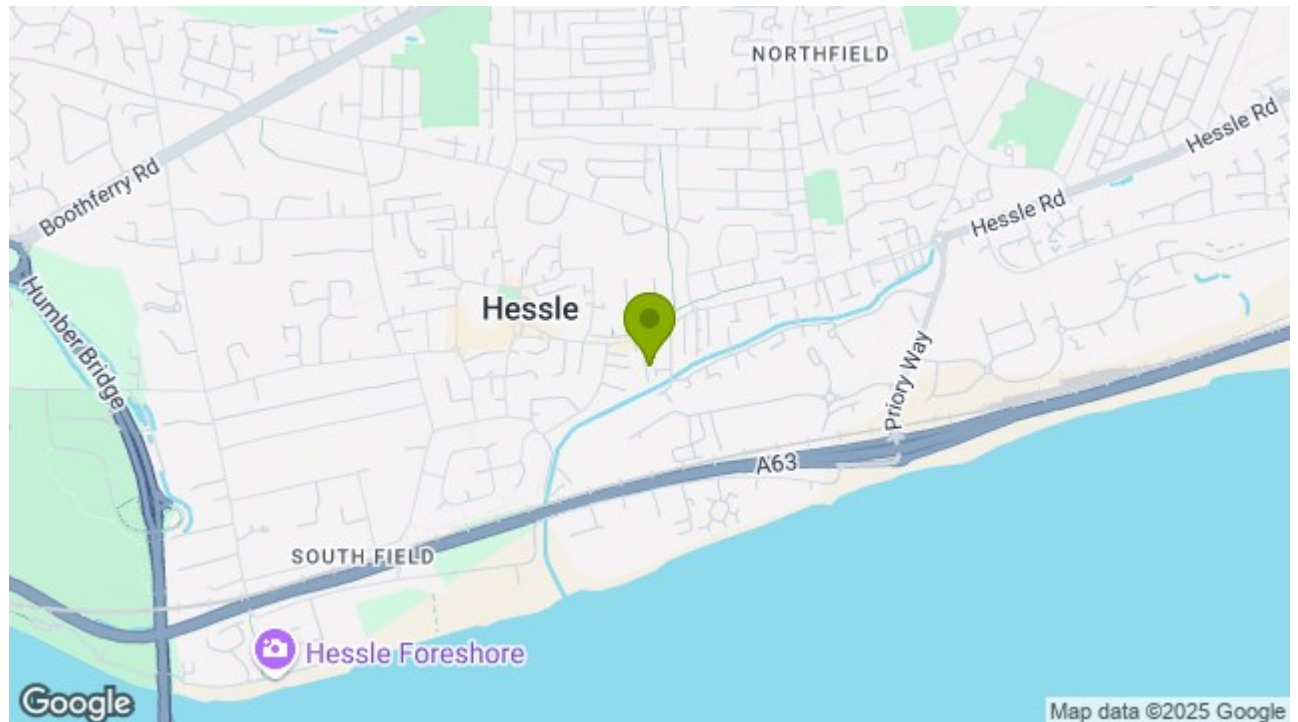 NORTHFIELD
Hessle Rd
Boothferry Rd
Hessle Rd
Humber Bridge
Hessle
Priory Way
A63
SOUTH FIELD
Hessle Foreshore
Google
Map data ©2025 Google